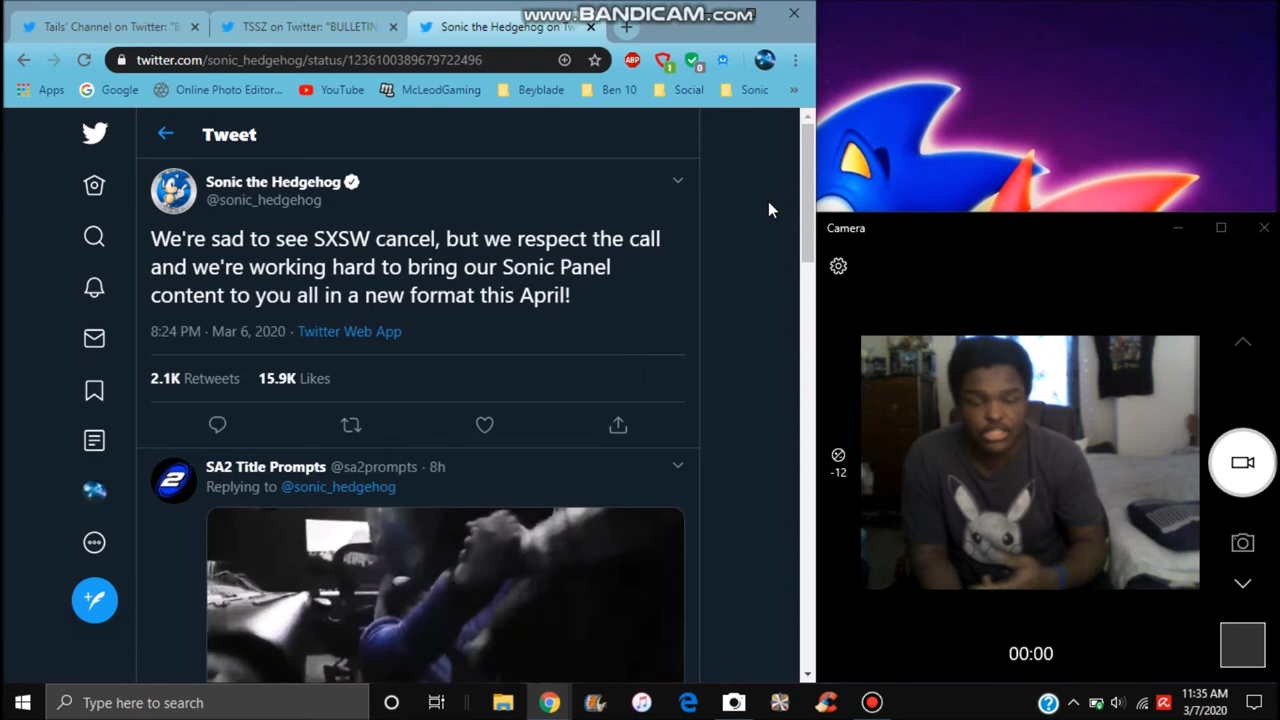 www.BANDICAM.com
Tails' Channel on Twitter: "B
TSSZ on Twitter: "BULLETIN:
Sonic the Hedgehog on Tw
twitter.com/sonic_hedgehog/status/1236100389679722496
ABP
1
0
Apps
Google
Online Photo Editor...
YouTube
McLeodGaming
Beyblade
Ben 10
Social
Sonic
»
Tweet
Sonic the Hedgehog
@sonic_hedgehog
We're sad to see SXSW cancel, but we respect the call
and we're working hard to bring our Sonic Panel
content to you all in a new format this April!
8:24 PM · Mar 6, 2020 · Twitter Web App
2.1K Retweets 15.9K Likes
SA2 Title Prompts @sa2prompts · 8h
Replying to @sonic_hedgehog
2
Camera
-12
00:00
Type here to search
11:35 AM
3/7/2020